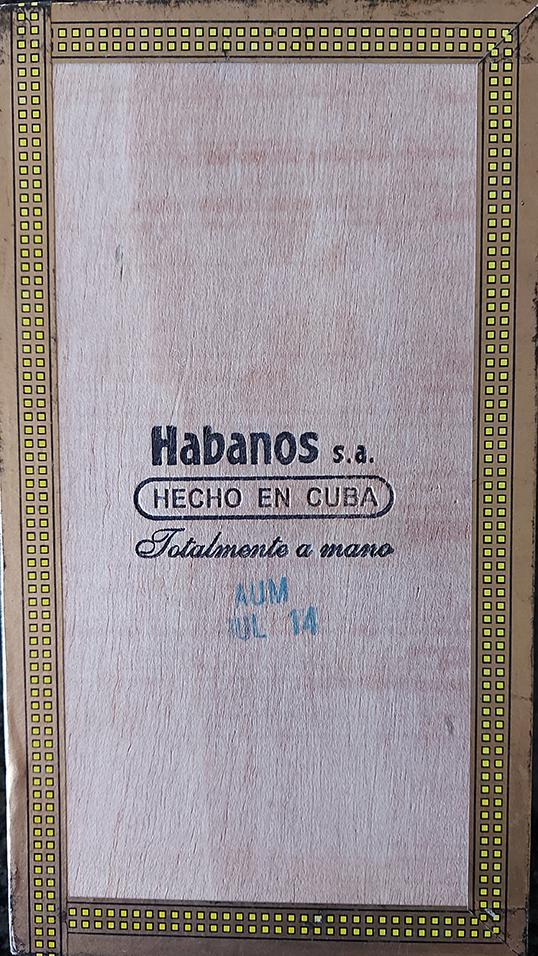 Habanos s.a.
HECHO EN CUBA
Totalmente a mano
AUM
UL 14